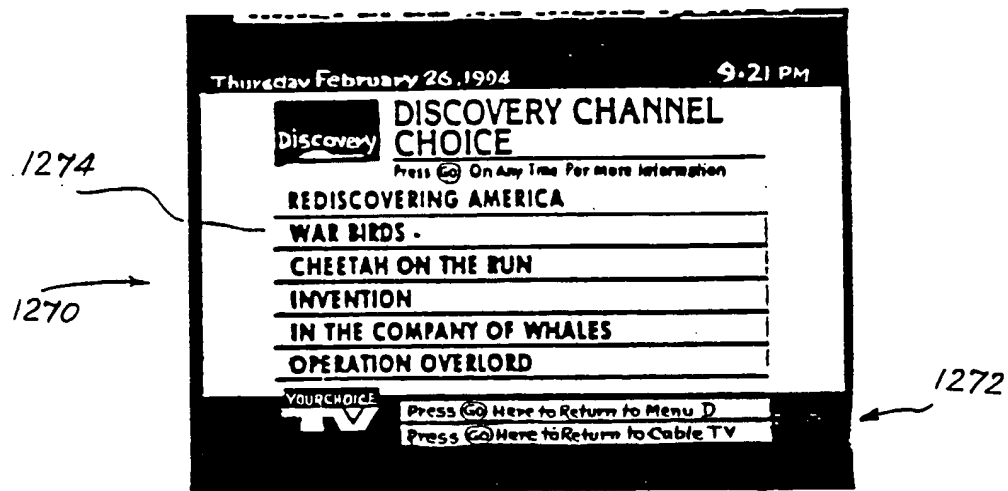 Thursday February 26, 1994 9:21 PM
Discovery
DISCOVERY CHANNEL
CHOICE
Press Go On Any Time For More Information
1274
REDISCOVERING AMERICA
WAR BIRDS -
CHEETAH ON THE RUN
1270
INVENTION
IN THE COMPANY OF WHALES
OPERATION OVERLORD
1272
YOUR CHOICE
TV
Press Go Here to Return to Menu D
Press Go Here to Return to Cable TV